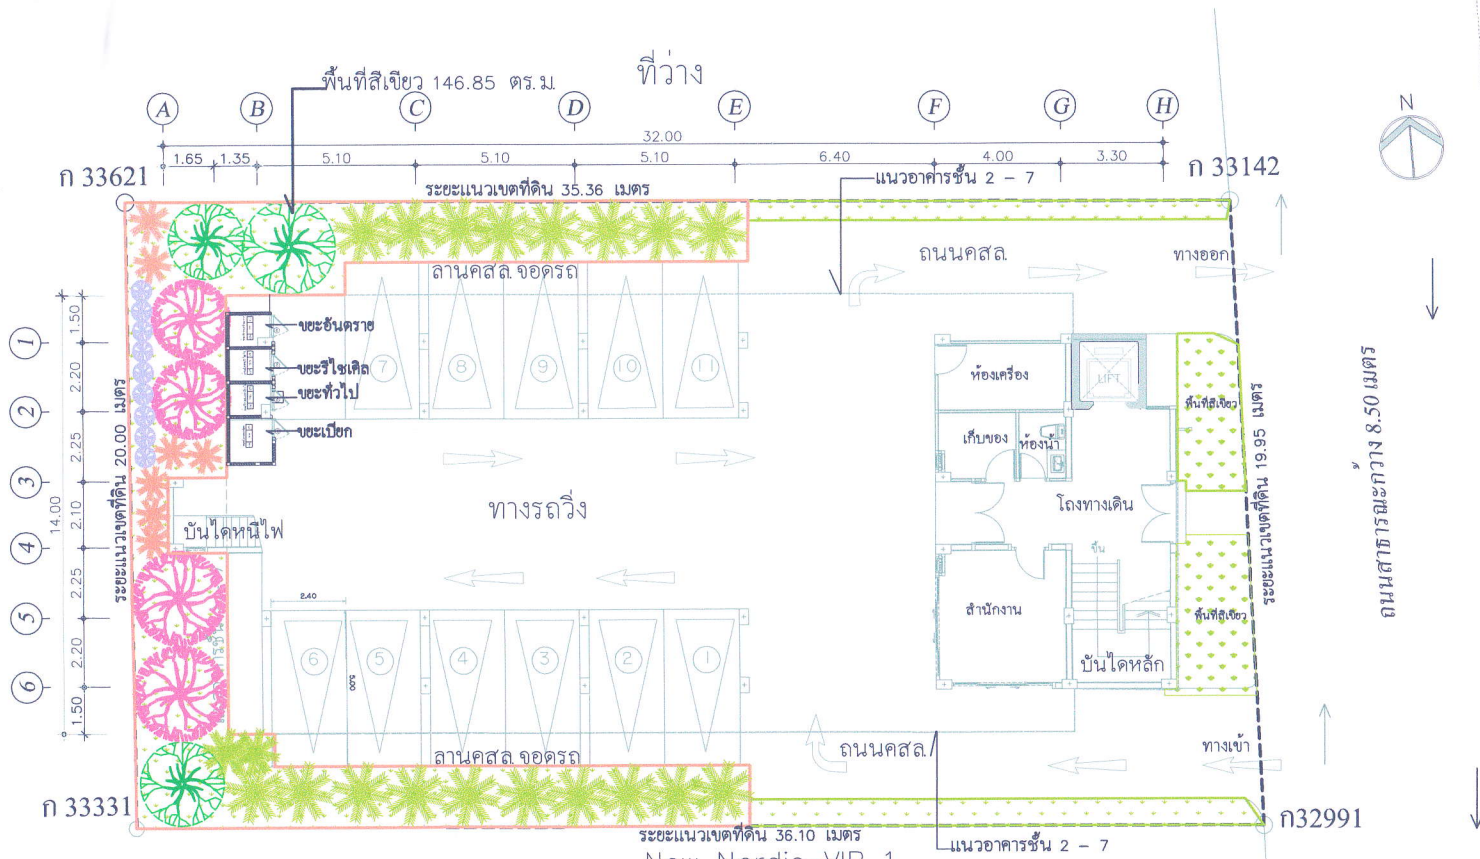 ที่ว่าง
พื้นที่สีเขียว 146.85 ตร.ม.
A
B
C
D
E
F
G
H
32.00
1.65
1.35
5.10
5.10
5.10
6.40
4.00
3.30
N
ก 33621
ก 33142
ระยะแนวเขตที่ดิน 35.36 เมตร
แนวอาคารชั้น 2 - 7
ถนนคสล.
ทางออก
ลานคสล.จอดรถ
ขยะอันตราย
ขยะรีไซเคิล
ขยะทั่วไป
ขยะเปียก
7
8
9
10
11
1
2
3
4
5
6
1.50
2.20
2.25
2.10
2.25
2.20
1.50
14.00
ระยะแนวเขตที่ดิน 20.00 เมตร
ห้องเครื่อง
LIFT
เก็บของ
ห้องน้ำ
พื้นที่สีเขียว
ระยะแนวเขตที่ดิน 19.95 เมตร
ถนนสาธารณะกว้าง 8.50 เมตร
ทางรถวิ่ง
โถงทางเดิน
บันไดหนีไฟ
ขึ้น
สำนักงาน
พื้นที่สีเขียว
บันไดหลัก
2.40
5.00
6
5
4
3
2
1
ลานคสล.จอดรถ
ถนนคสล.
ทางเข้า
ก 33331
ก32991
ระยะแนวเขตที่ดิน 36.10 เมตร
แนวอาคารชั้น 2 - 7
New Nordic VIP 1